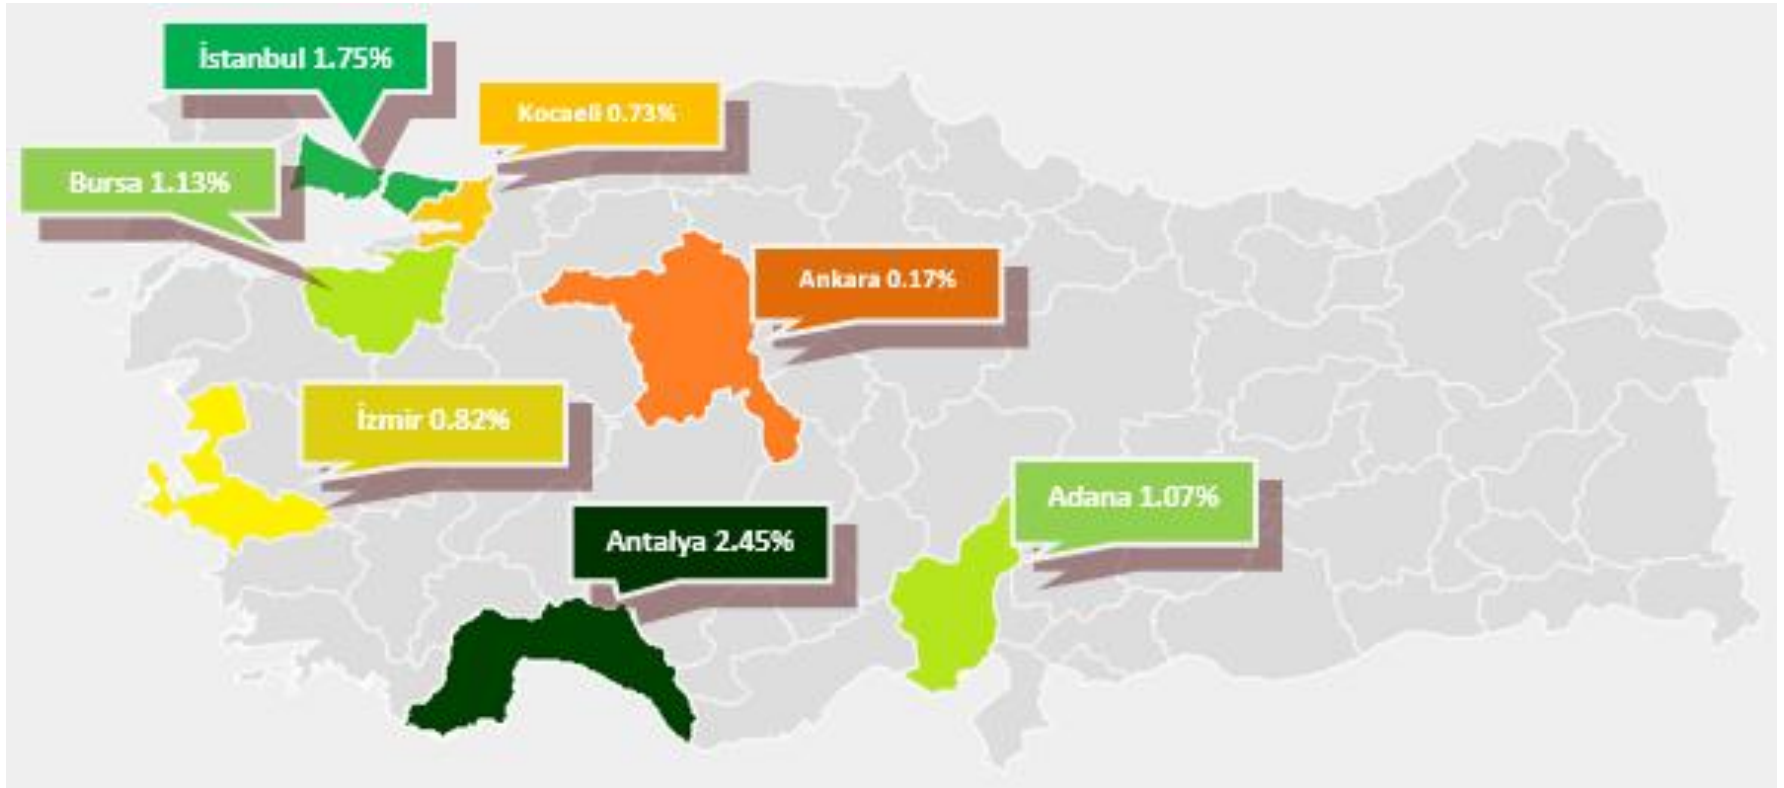 İstanbul 1.75%
Kocaeli 0.73%
Bursa 1.13%
Ankara 0.17%
İzmir 0.82%
Adana 1.07%
Antalya 2.45%